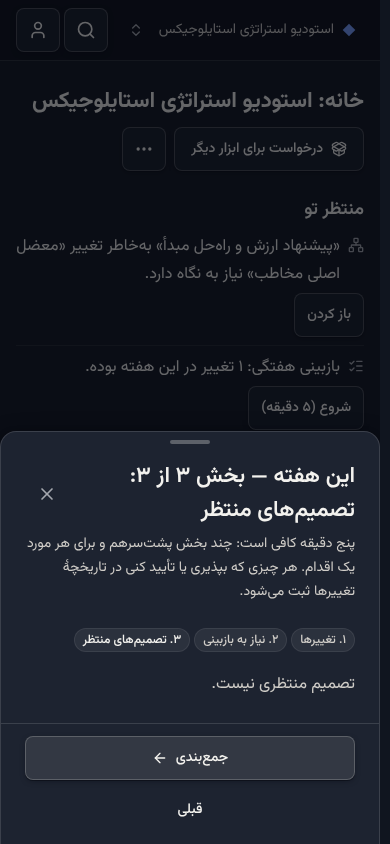 استودیو استراتژی استایلوجیکس
خانه: استودیو استراتژی استایلوجیکس
درخواست برای ابزار دیگر
منتظر تو
«پیشنهاد ارزش و راه‌حل مبدأ» به‌خاطر تغییر «معضل
اصلی مخاطب» نیاز به نگاه دارد.
باز کردن
بازبینی هفتگی: ۱ تغییر در این هفته بوده.
شروع (۵ دقیقه)
این هفته — بخش ۳ از ۳:
تصمیم‌های منتظر
پنج دقیقه کافی است: چند بخش پشت‌سرهم و برای هر مورد
یک اقدام. هر چیزی که بپذیری یا تأیید کنی در تاریخچهٔ
تغییرها ثبت می‌شود.
۱. تغییرها
۲. نیاز به بازبینی
۳. تصمیم‌های منتظر
تصمیم منتظری نیست.
جمع‌بندی
قبلی